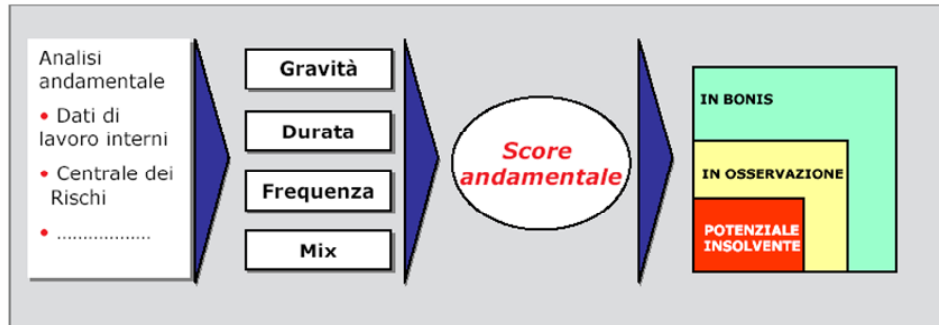 Analisi
andamentale
• Dati di
lavoro interni
• Centrale dei
Rischi
• ..................
Gravità
Durata
Frequenza
Mix
Score
andamentale
IN BONIS
IN OSSERVAZIONE
POTENZIALE
INSOLVENTE